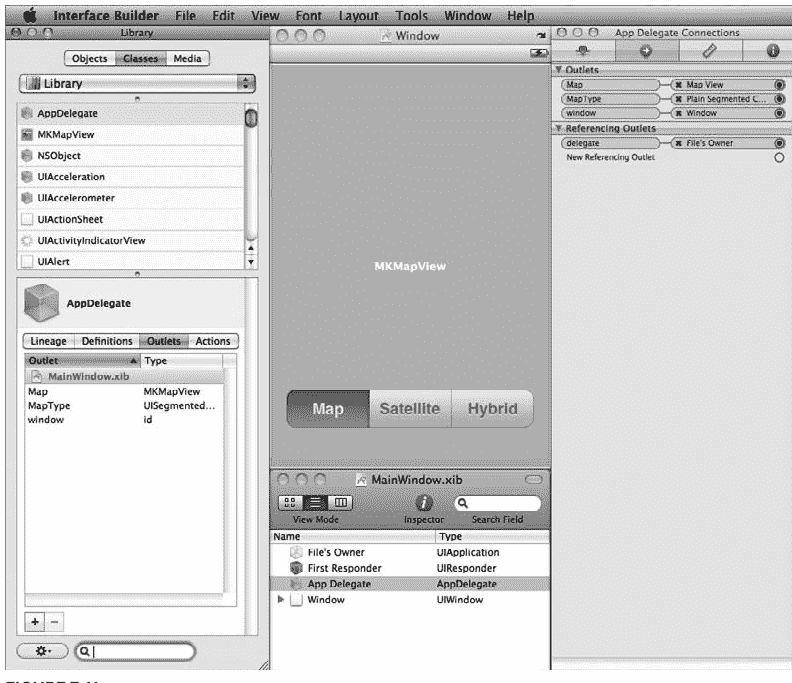 Interface Builder File Edit View Font Layout Tools Window Help
Library
Objects Classes Media
Library
AppDelegate
MKMapView
NSObject
UIAcceleration
UIAccelerometer
UIActionSheet
UIActivityIndicatorView
UIAlert
AppDelegate
Lineage Definitions Outlets Actions
Outlet Type
MainWindow.xib
Map MKMapView
MapType UISegmented...
window id
Window
MKMapView
Map Satellite Hybrid
MainWindow.xib
View Mode Inspector Search Field
Name Type
File's Owner UIApplication
First Responder UIResponder
App Delegate AppDelegate
Window UIWindow
App Delegate Connections
Outlets
Map Map View
MapType Plain Segmented C...
window Window
Referencing Outlets
delegate File's Owner
New Referencing Outlet